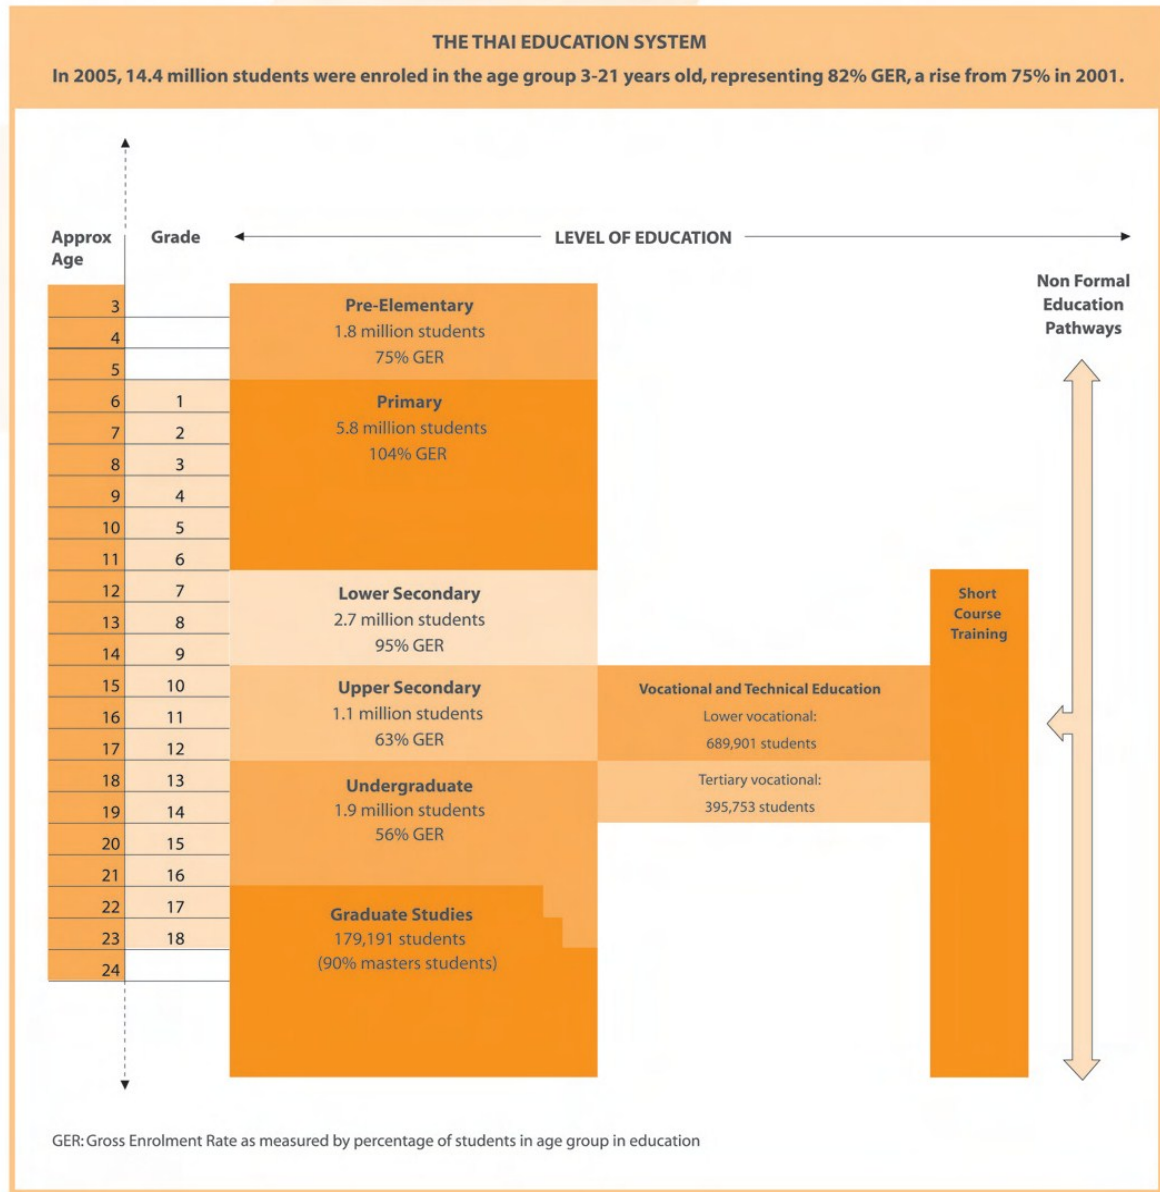 THE THAI EDUCATION SYSTEM
In 2005, 14.4 million students were enroled in the age group 3-21 years old, representing 82% GER, a rise from 75% in 2001.
Approx
Age
Grade
LEVEL OF EDUCATION
Non Formal
Education
Pathways
3
4
5
6 1
7 2
8 3
9 4
10 5
11 6
12 7
13 8
14 9
15 10
16 11
17 12
18 13
19 14
20 15
21 16
22 17
23 18
24
Pre-Elementary
1.8 million students
75% GER
Primary
5.8 million students
104% GER
Lower Secondary
2.7 million students
95% GER
Upper Secondary
1.1 million students
63% GER
Undergraduate
1.9 million students
56% GER
Graduate Studies
179,191 students
(90% masters students)
Vocational and Technical Education
Lower vocational:
689,901 students
Tertiary vocational:
395,753 students
Short
Course
Training
GER: Gross Enrolment Rate as measured by percentage of students in age group in education